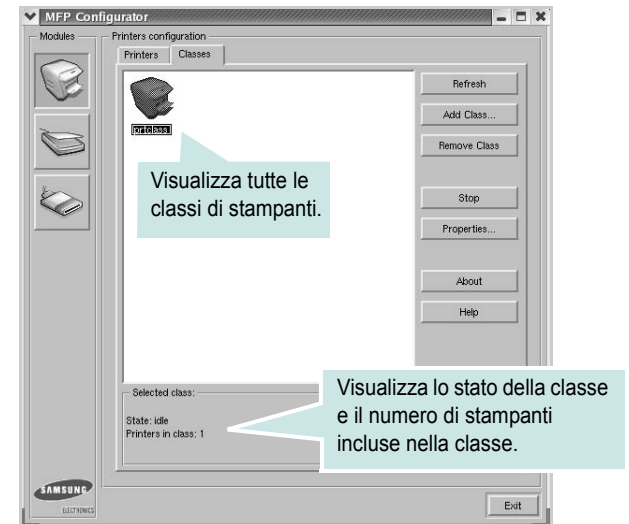 MFP Configurator
Modules
Printers configuration
Printers Classes
prtclass
Refresh
Add Class...
Remove Class
Stop
Properties...
About
Help
Visualizza tutte le
classi di stampanti.
Selected class:
State: idle
Printers in class: 1
Visualizza lo stato della classe
e il numero di stampanti
incluse nella classe.
SAMSUNG
ELECTRONICS
Exit